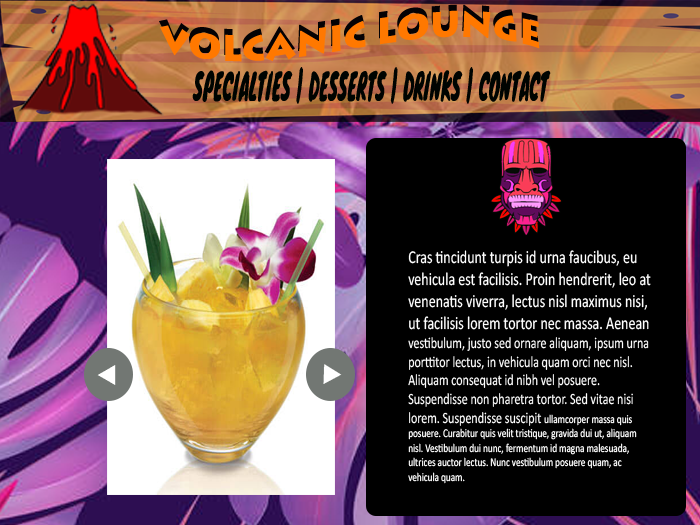 VOLCANIC LOUNGE
SPECIALTIES | DESSERTS | DRINKS | CONTACT
Cras tincidunt turpis id urna faucibus, eu
vehicula est facilisis. Proin hendrerit, leo at
venenatis viverra, lectus nisl maximus nisi,
ut facilisis lorem tortor nec massa. Aenean
vestibulum, justo sed ornare aliquam, ipsum urna
porttitor lectus, in vehicula quam orci nec nisl.
Aliquam consequat id nibh vel posuere.
Suspendisse non pharetra tortor. Sed vitae nisi
lorem. Suspendisse suscipit ullamcorper massa quis
posuere. Curabitur quis velit tristique, gravida dui ut, aliquam
nisl. Vestibulum dui nunc, fermentum id magna malesuada,
ultrices auctor lectus. Nunc vestibulum posuere quam, ac
vehicula quam.